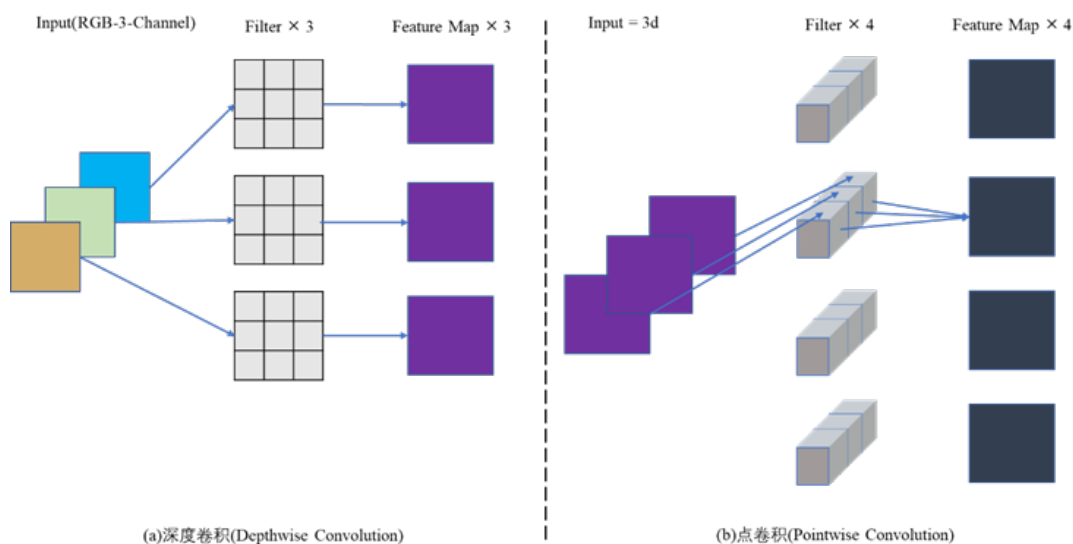 Input(RGB-3-Channel)
Filter × 3
Feature Map × 3
Input = 3d
Filter × 4
Feature Map × 4
(a)深度卷积(Depthwise Convolution)
(b)点卷积(Pointwise Convolution)